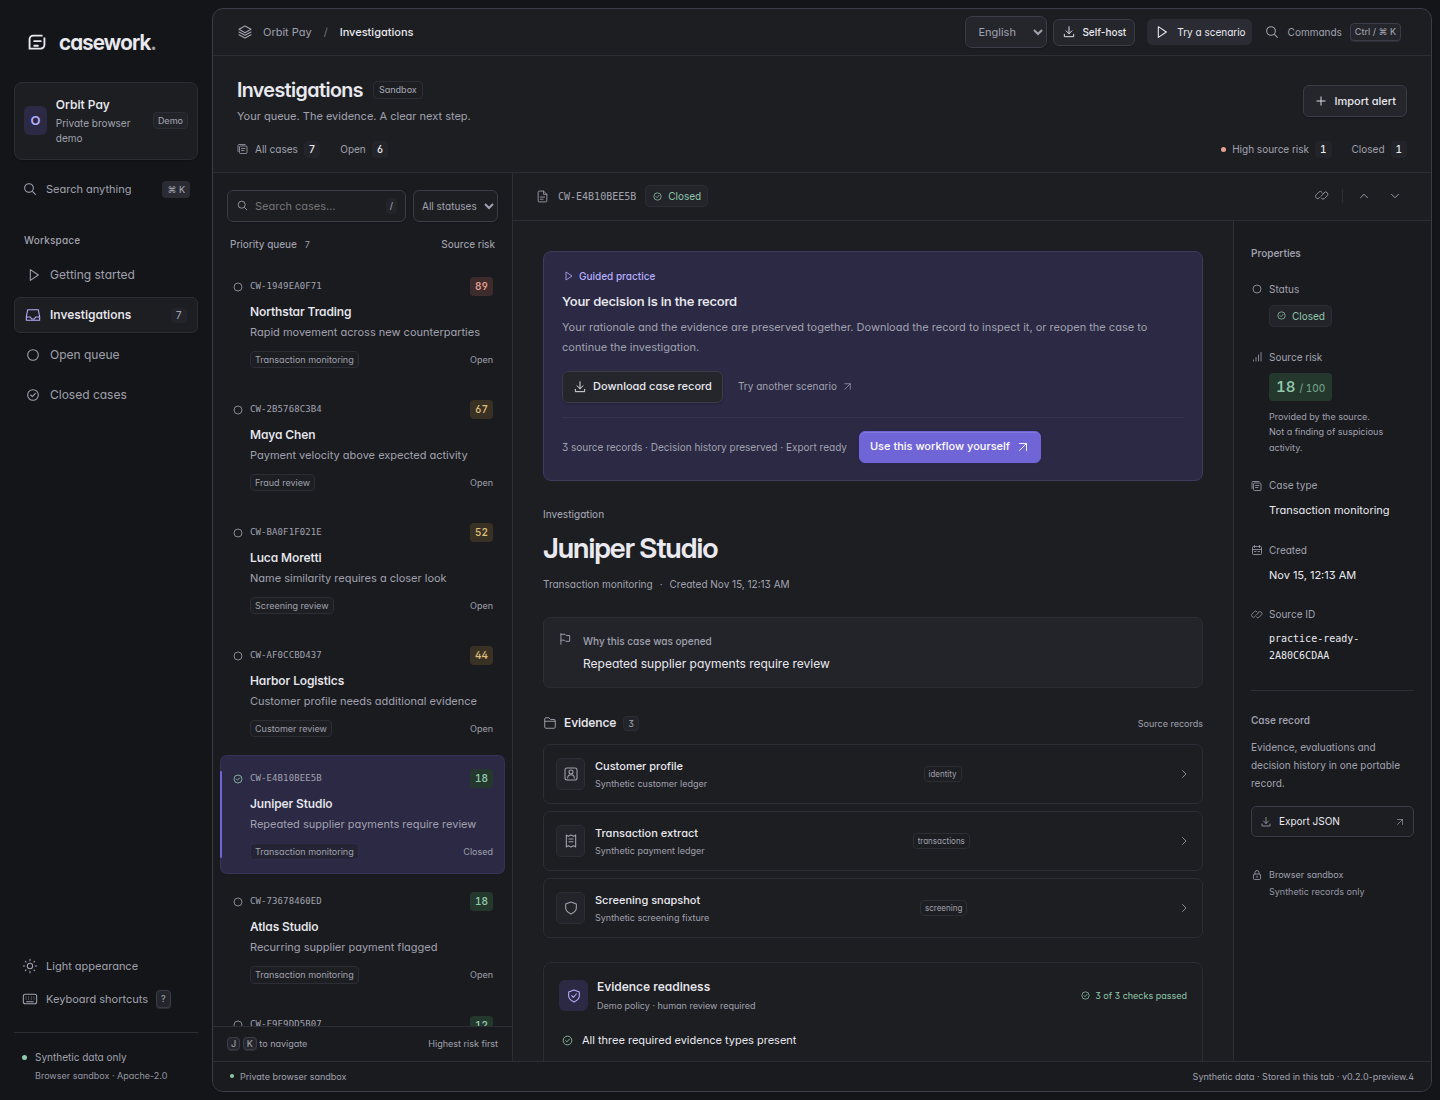 casework.
O
Orbit Pay
Private browser demo
Demo
Search anything
⌘ K
Workspace
Getting started
Investigations
7
Open queue
Closed cases
Light appearance
Keyboard shortcuts ?
Synthetic data only
Browser sandbox · Apache-2.0
Orbit Pay / Investigations
English
Self-host
Try a scenario
Commands
Ctrl / ⌘ K
Investigations
Sandbox
Your queue. The evidence. A clear next step.
Import alert
All cases 7
Open 6
High source risk 1
Closed 1
Search cases...
/
All statuses
Priority queue 7
Source risk
CW-1949EA0F71
89
Northstar Trading
Rapid movement across new counterparties
Transaction monitoring
Open
CW-2B5768C3B4
67
Maya Chen
Payment velocity above expected activity
Fraud review
Open
CW-BA0F1F021E
52
Luca Moretti
Name similarity requires a closer look
Screening review
Open
CW-AF0CCBD437
44
Harbor Logistics
Customer profile needs additional evidence
Customer review
Open
CW-E4B10BEE5B
18
Juniper Studio
Repeated supplier payments require review
Transaction monitoring
Closed
CW-73678460ED
18
Atlas Studio
Recurring supplier payment flagged
Transaction monitoring
Open
CW-F9F9DD5B07
12
J K to navigate
Highest risk first
CW-E4B10BEE5B
Closed
Guided practice
Your decision is in the record
Your rationale and the evidence are preserved together. Download the record to inspect it, or reopen the case to
continue the investigation.
Download case record
Try another scenario
3 source records · Decision history preserved · Export ready
Use this workflow yourself
Investigation
Juniper Studio
Transaction monitoring · Created Nov 15, 12:13 AM
Why this case was opened
Repeated supplier payments require review
Evidence 3
Source records
Customer profile
Synthetic customer ledger
identity
Transaction extract
Synthetic payment ledger
transactions
Screening snapshot
Synthetic screening fixture
screening
Evidence readiness
Demo policy · human review required
3 of 3 checks passed
All three required evidence types present
Properties
Status
Closed
Source risk
18 / 100
Provided by the source.
Not a finding of suspicious
activity.
Case type
Transaction monitoring
Created
Nov 15, 12:13 AM
Source ID
practice-ready-
2A80C6CDAA
Case record
Evidence, evaluations and
decision history in one portable
record.
Export JSON
Browser sandbox
Synthetic records only
Private browser sandbox
Synthetic data · Stored in this tab · v0.2.0-preview.4